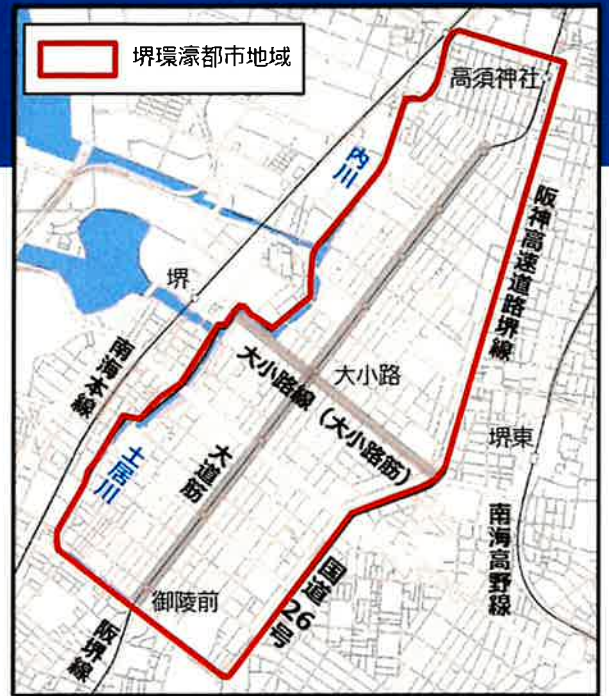 堺環濠都市地域
高須神社
内川
阪神高速道路堺線
堺
大小路
大小路線（大小路筋）
南海本線
堺東
大道筋
土居川
南海高野線
国道26号
御陵前
阪堺線